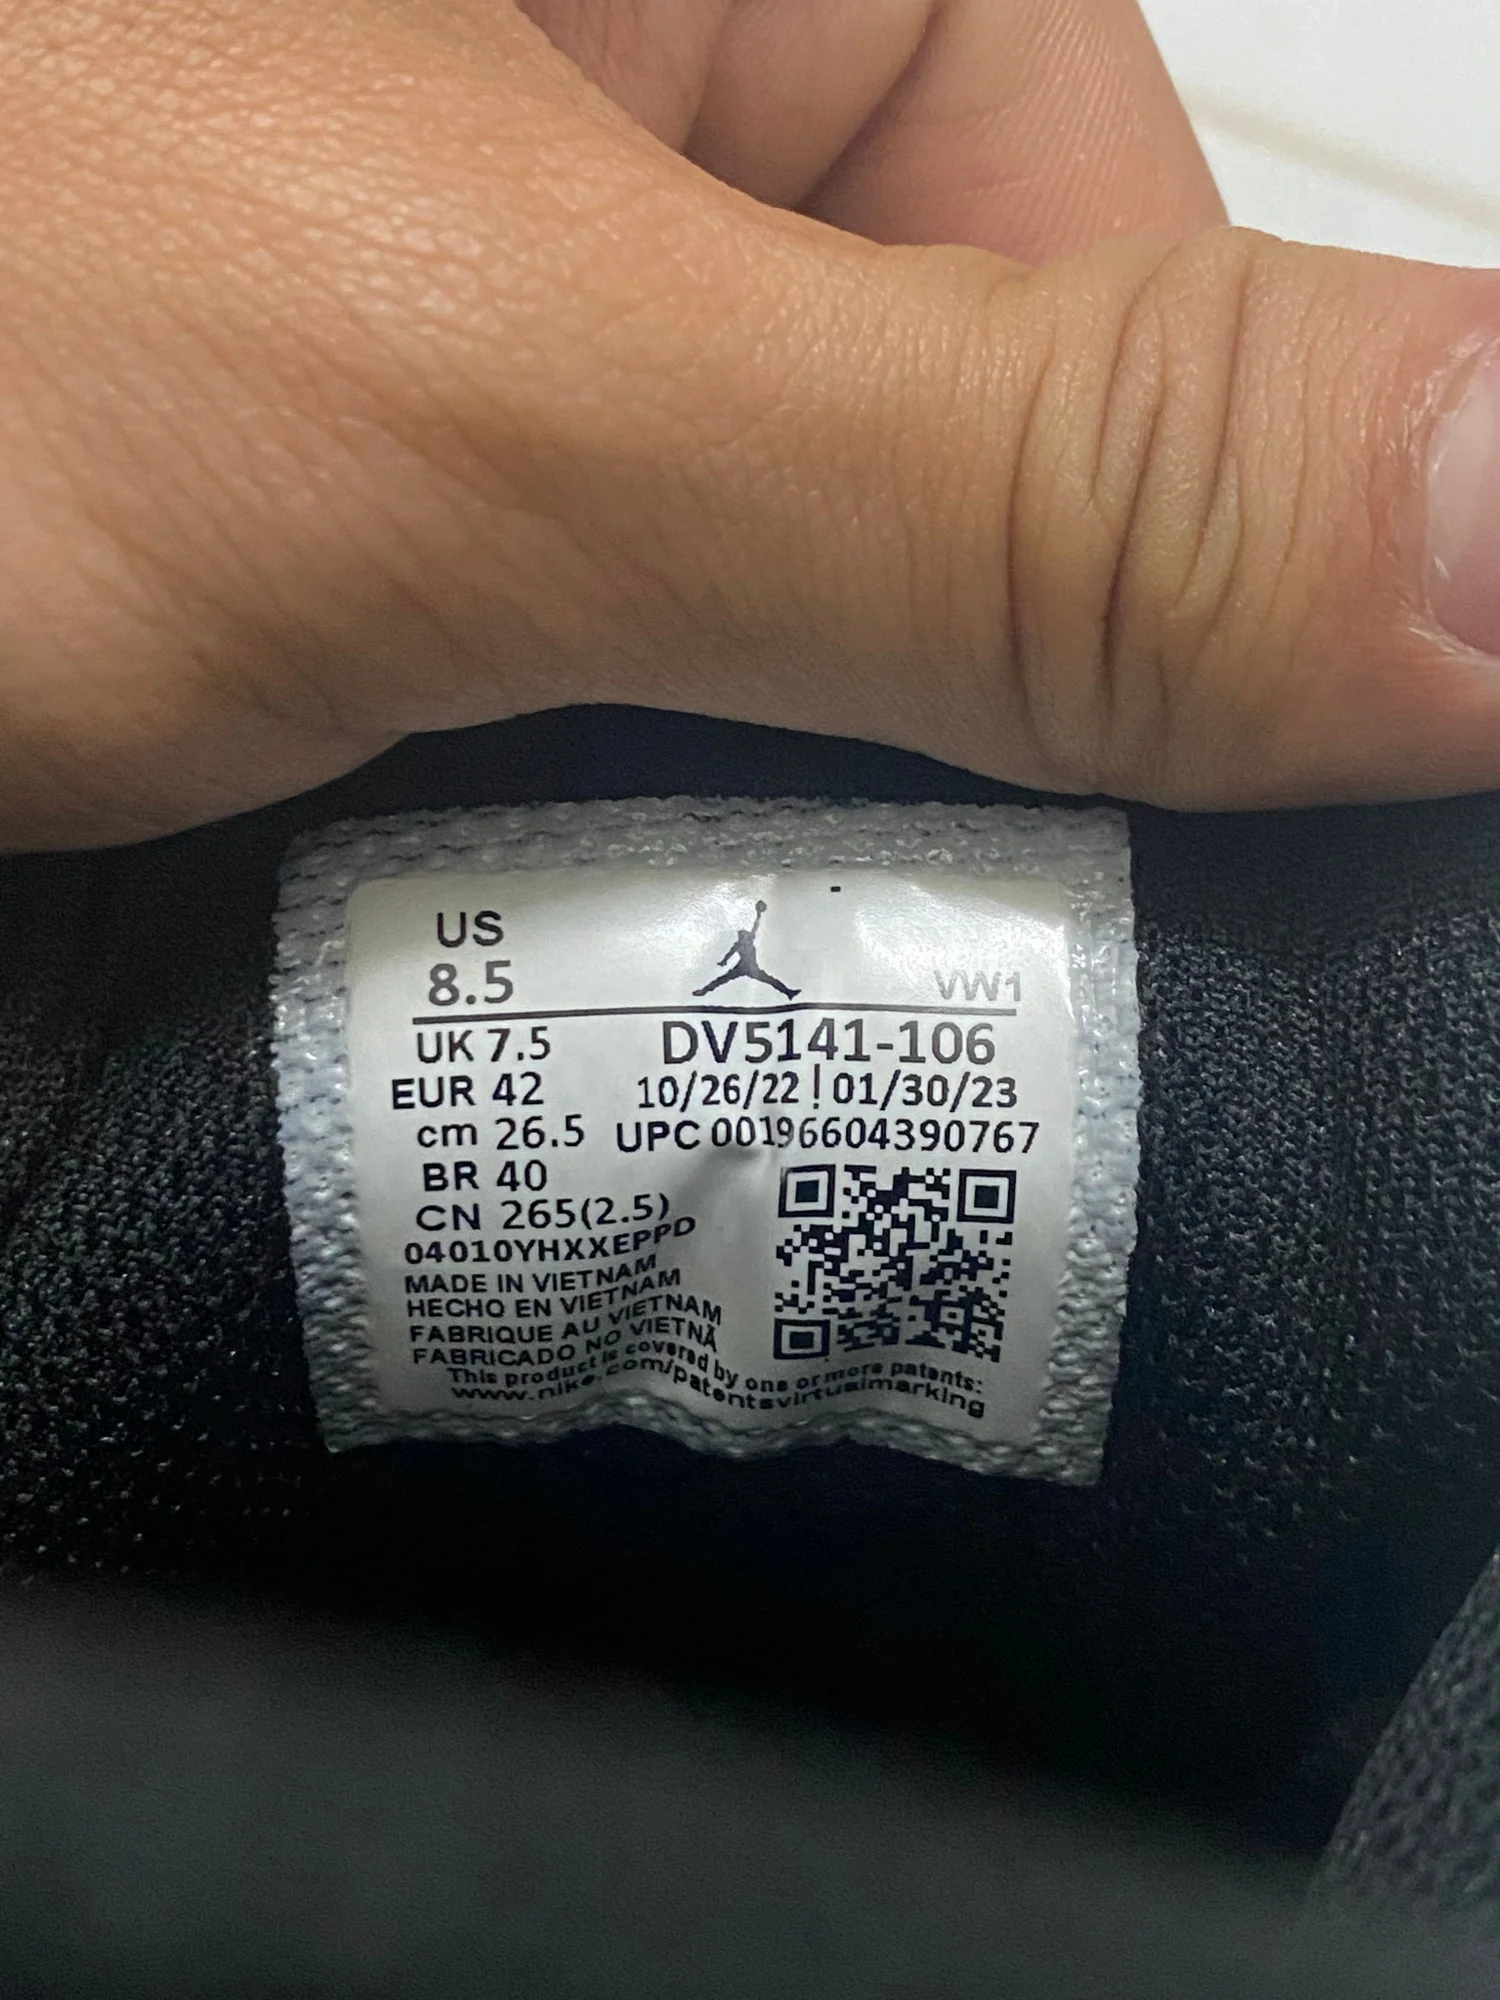 US
8.5
VW1
UK 7.5
DV5141-106
EUR 42
10/26/22 ! 01/30/23
cm 26.5
UPC 00196604390767
BR 40
CN 265(2.5)
04010YHXXEPPD
MADE IN VIETNAM
HECHO EN VIETNAM
FABRIQUE AU VIETNAM
FABRICADO NO VIETNÃ
This product is covered by one or more patents:
www.nike.com/patentsvirtualmarking